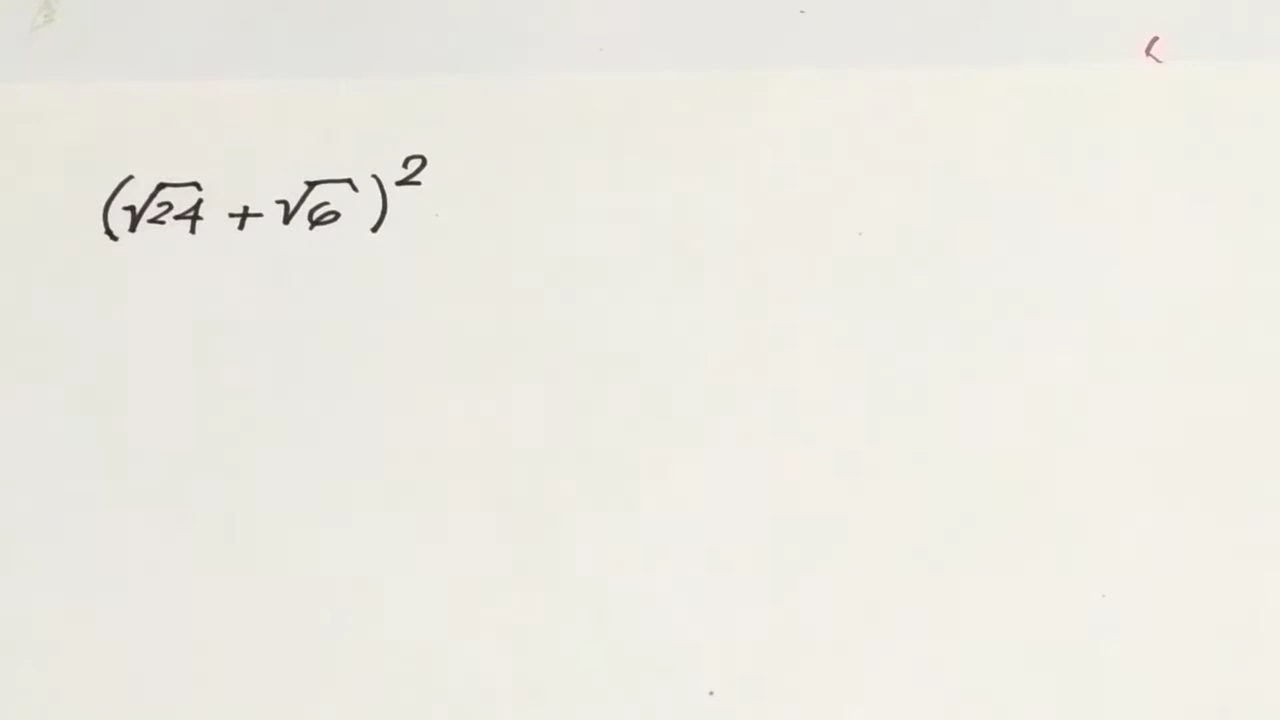 (√24 + √6)²